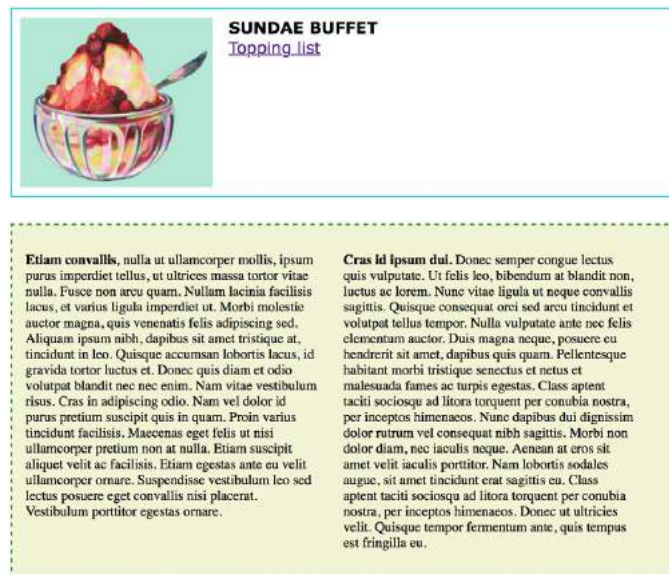 SUNDAE BUFFET
Topping list
Etiam convallis, nulla ut ullamcorper mollis, ipsum
purus imperdiet tellus, ut ultrices massa tortor vitae
nulla. Fusce non arcu quam. Nullam lacinia facilisis
lacus, et varius ligula imperdiet ut. Morbi molestie
auctor magna, quis venenatis felis adipiscing sed.
Aliquam ipsum nibh, dapibus sit amet tristique at,
tincidunt in leo. Quisque accumsan lobortis lacus, id
gravida tortor luctus et. Donec quis diam et odio
volutpat blandit nec nec enim. Nam vitae vestibulum
risus. Cras in adipiscing odio. Nam vel dolor id
purus pretium suscipit quis in quam. Proin varius
tincidunt facilisis. Maecenas eget felis ut nisi
ullamcorper pretium non at nulla. Etiam suscipit
aliquet velit ac facilisis. Etiam egestas ante eu velit
ullamcorper ornare. Suspendisse vestibulum leo sed
lectus posuere eget convallis nisi placerat.
Vestibulum porttitor egestas ornare.
Cras id ipsum dui. Donec semper congue lectus
quis vulputate. Ut felis leo, bibendum at blandit non,
luctus ac lorem. Nunc vitae ligula ut neque convallis
sagittis. Quisque consequat orci sed arcu tincidunt et
volutpat tellus tempor. Nulla vulputate ante nec felis
elementum auctor. Duis magna neque, posuere eu
hendrerit sit amet, dapibus quis quam. Pellentesque
habitant morbi tristique senectus et netus et
malesuada fames ac turpis egestas. Class aptent
taciti sociosqu ad litora torquent per conubia nostra,
per inceptos himenaeos. Nunc dapibus dui dignissim
dolor rutrum vel consequat nibh sagittis. Morbi non
dolor diam, nec iaculis neque. Aenean at eros sit
amet velit iaculis porttitor. Nam lobortis sodales
augue, sit amet tincidunt erat sagittis eu. Class
aptent taciti sociosqu ad litora torquent per conubia
nostra, per inceptos himenaeos. Donec ut ultricies
velit. Quisque tempor fermentum ante, quis tempus
est fringilla eu.